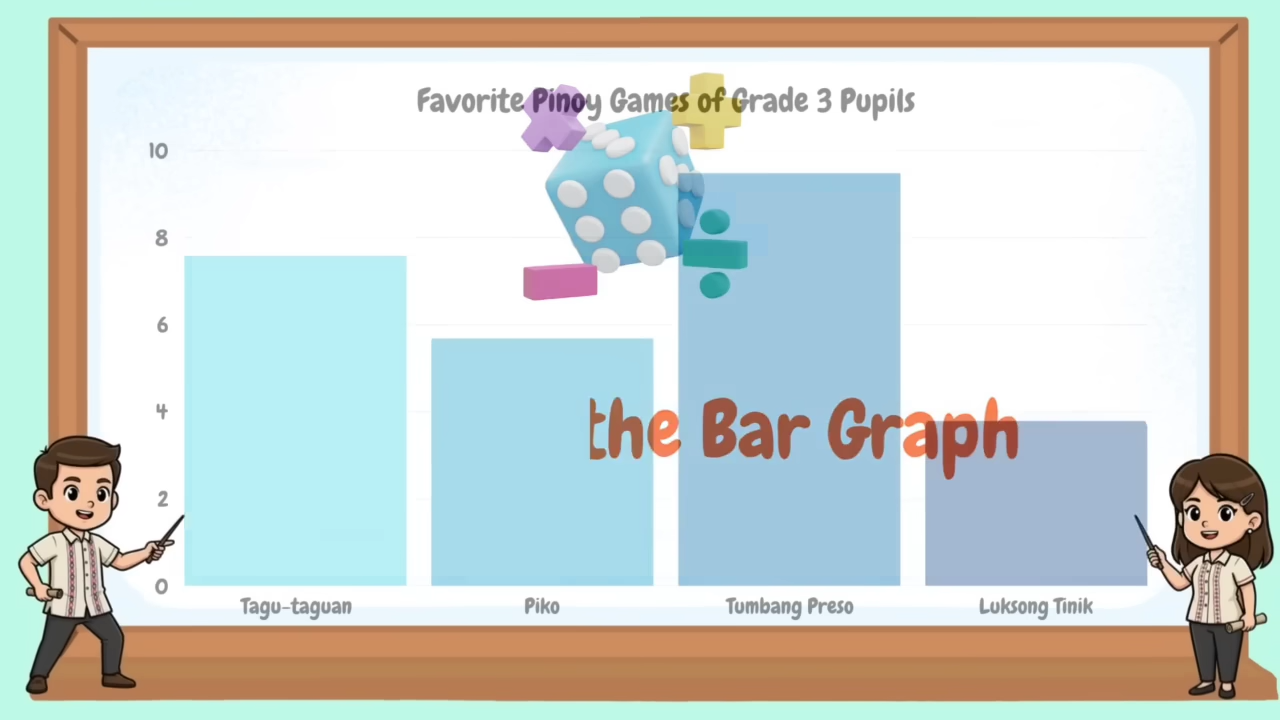 Favorite Pinoy Games of Grade 3 Pupils
10
8
6
4
2
0
the Bar Graph
Tagu-taguan Piko Tumbang Preso Luksong Tinik